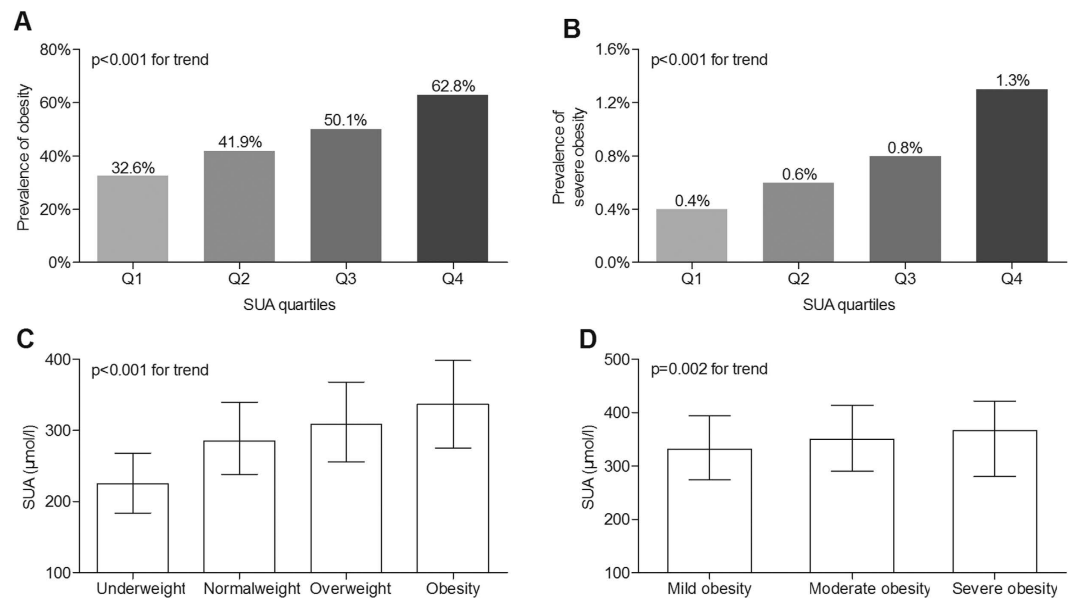 A
80%
p<0.001 for trend
62.8%
60%
50.1%
41.9%
40%
32.6%
20%
0%
Prevalence of obesity
Q1 Q2 Q3 Q4
SUA quartiles
B
1.6%
p<0.001 for trend
1.3%
1.2%
0.8%
0.8%
0.6%
0.4%
0.4%
0.0%
Prevalence of
severe obesity
Q1 Q2 Q3 Q4
SUA quartiles
C
400
p<0.001 for trend
300
200
100
SUA (μmol/l)
Underweight Normalweight Overweight Obesity
D
500
p=0.002 for trend
400
300
200
100
SUA (μmol/l)
Mild obesity Moderate obesity Severe obesity